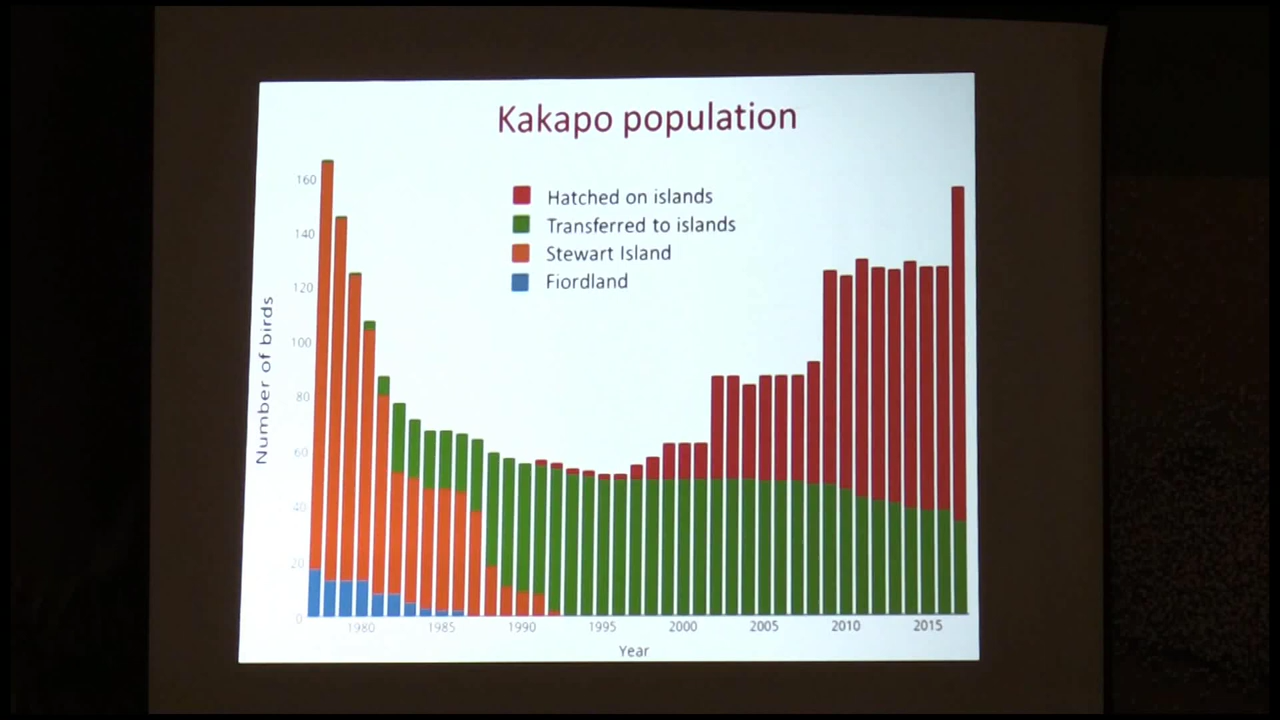 Kakapo population
Hatched on islands
Transferred to islands
Stewart Island
Fiordland
Number of birds
160
140
120
100
80
60
40
20
0
1980 1985 1990 1995 2000 2005 2010 2015
Year